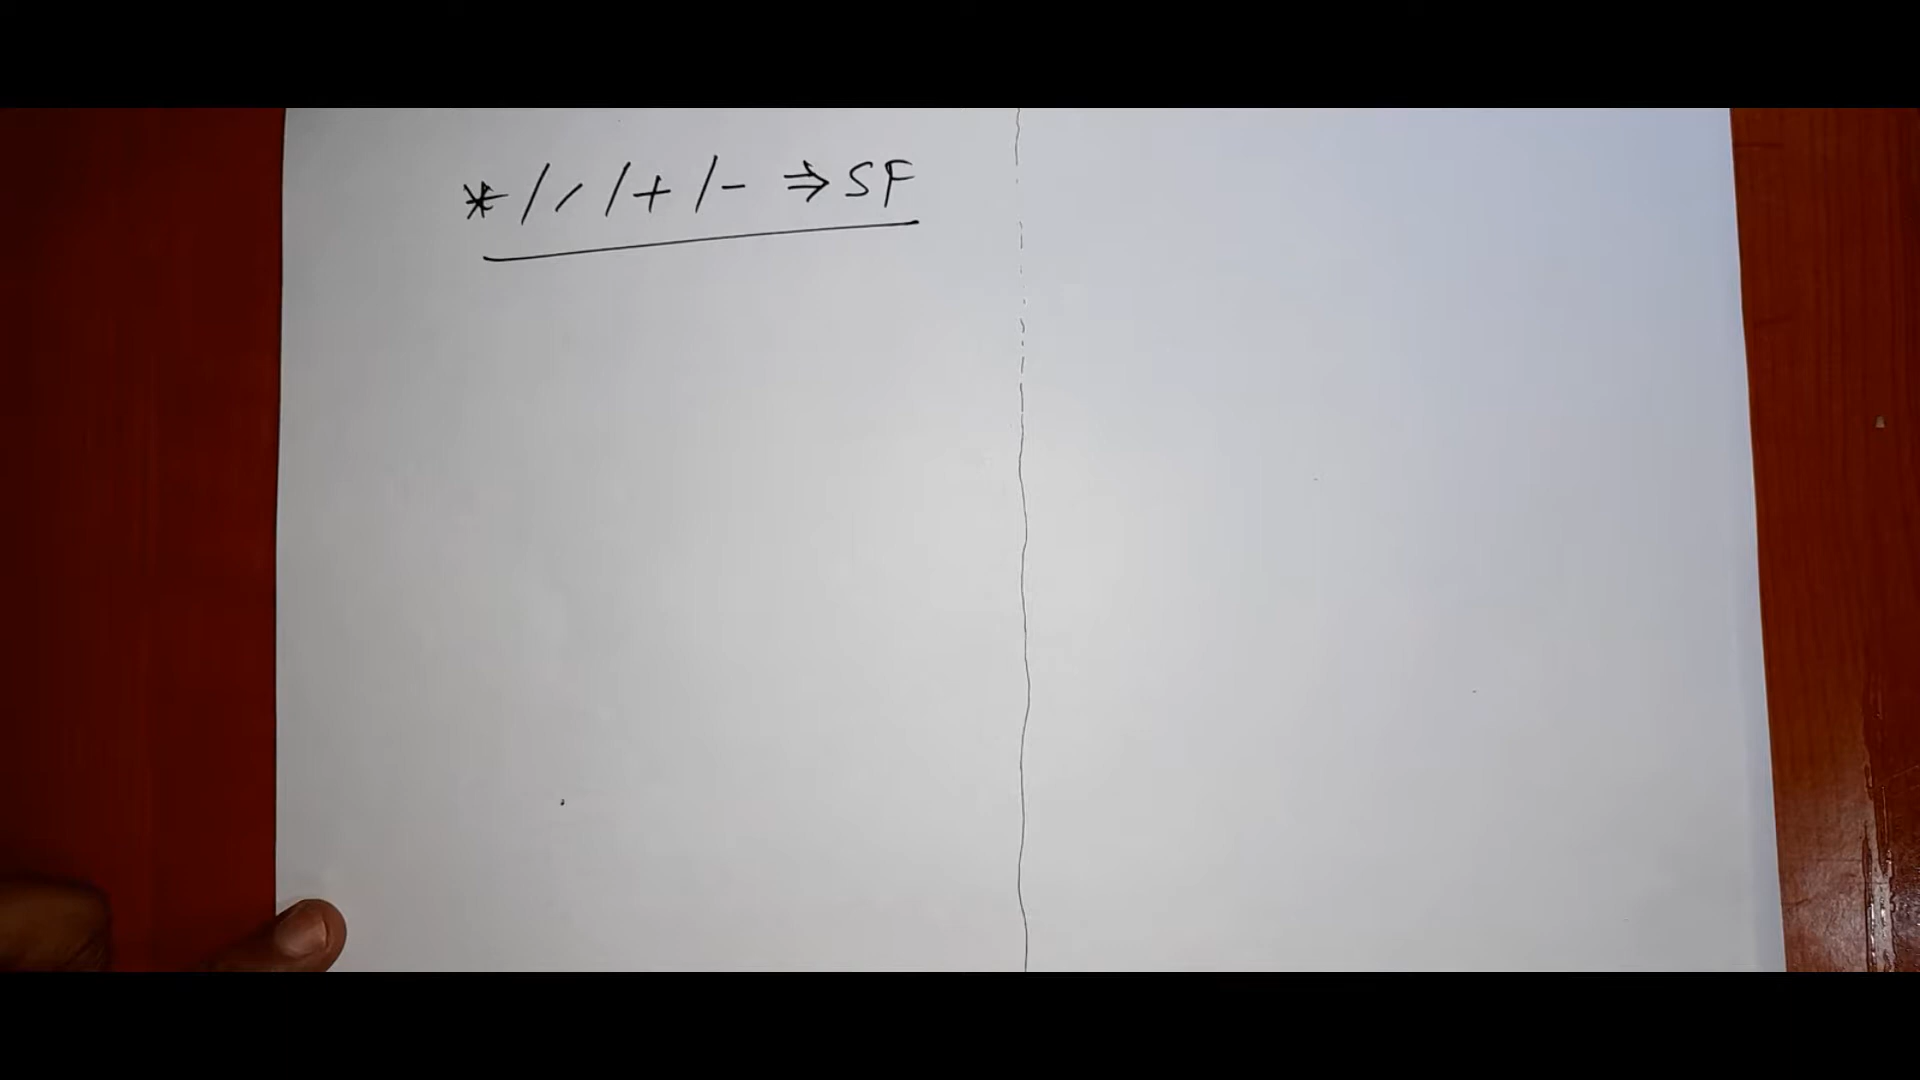 * / / / + / - ⇒ SF